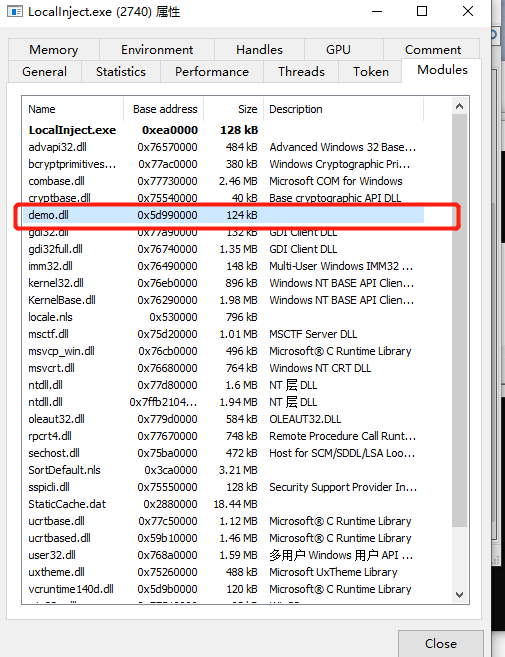 LocalInject.exe (2740) 属性
Memory Environment Handles GPU Comment
General Statistics Performance Threads Token Modules
Name Base address Size Description
LocalInject.exe 0xea0000 128 kB
advapi32.dll 0x76570000 484 kB Advanced Windows 32 Base...
bcryptprimitives... 0x77ac0000 380 kB Windows Cryptographic Pri...
combase.dll 0x77730000 2.46 MB Microsoft COM for Windows
cryptbase.dll 0x75540000 40 kB Base cryptographic API DLL
demo.dll 0x5d990000 124 kB
gdi32.dll 0x77a90000 132 kB GDI Client DLL
gdi32full.dll 0x76740000 1.35 MB GDI Client DLL
imm32.dll 0x76490000 148 kB Multi-User Windows IMM32 ...
kernel32.dll 0x76eb0000 896 kB Windows NT BASE API Clien...
KernelBase.dll 0x76290000 1.98 MB Windows NT BASE API Clien...
locale.nls 0x530000 796 kB
msctf.dll 0x75d20000 1.01 MB MSCTF Server DLL
msvcp_win.dll 0x76cb0000 496 kB Microsoft® C Runtime Library
msvcrt.dll 0x76680000 764 kB Windows NT CRT DLL
ntdll.dll 0x77d80000 1.6 MB NT 层 DLL
ntdll.dll 0x7ffb2104... 1.94 MB NT 层 DLL
oleaut32.dll 0x779d0000 584 kB OLEAUT32.DLL
rpcrt4.dll 0x77670000 748 kB Remote Procedure Call Runt...
sechost.dll 0x75ba0000 472 kB Host for SCM/SDDL/LSA Loo...
SortDefault.nls 0x3ca0000 3.21 MB
sspicli.dll 0x75550000 128 kB Security Support Provider In...
StaticCache.dat 0x2880000 18.44 MB
ucrtbase.dll 0x77c50000 1.12 MB Microsoft® C Runtime Library
ucrtbased.dll 0x59b10000 1.46 MB Microsoft® C Runtime Library
user32.dll 0x768a0000 1.59 MB 多用户 Windows 用户 API ...
uxtheme.dll 0x75260000 488 kB Microsoft UxTheme Library
vcruntime140d.dll 0x5d9b0000 120 kB Microsoft® C Runtime Library
Close